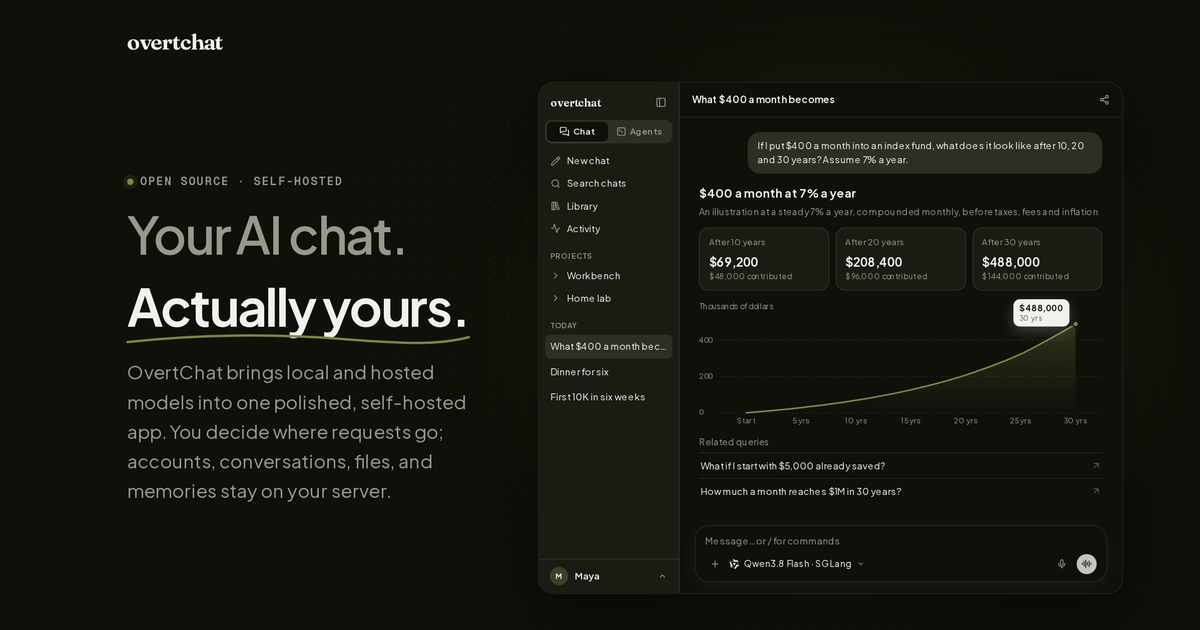 overtchat
OPEN SOURCE · SELF-HOSTED
Your AI chat.
Actually yours.
OvertChat brings local and hosted
models into one polished, self-hosted
app. You decide where requests go;
accounts, conversations, files, and
memories stay on your server.
overtchat
Chat
Agents
New chat
Search chats
Library
Activity
PROJECTS
Workbench
Home lab
TODAY
What $400 a month bec...
Dinner for six
First 10K in six weeks
M
Maya
What $400 a month becomes
If I put $400 a month into an index fund, what does it look like after 10, 20
and 30 years? Assume 7% a year.
$400 a month at 7% a year
An illustration at a steady 7% a year, compounded monthly, before taxes, fees and inflation
After 10 years
$69,200
$48,000 contributed
After 20 years
$208,400
$96,000 contributed
After 30 years
$488,000
$144,000 contributed
Thousands of dollars
$488,000
30 yrs
400
200
0
Start
5 yrs
10 yrs
15 yrs
20 yrs
25 yrs
30 yrs
Related queries
What if I start with $5,000 already saved?
How much a month reaches $1M in 30 years?
Message...or / for commands
Qwen3.8 Flash · SGLang